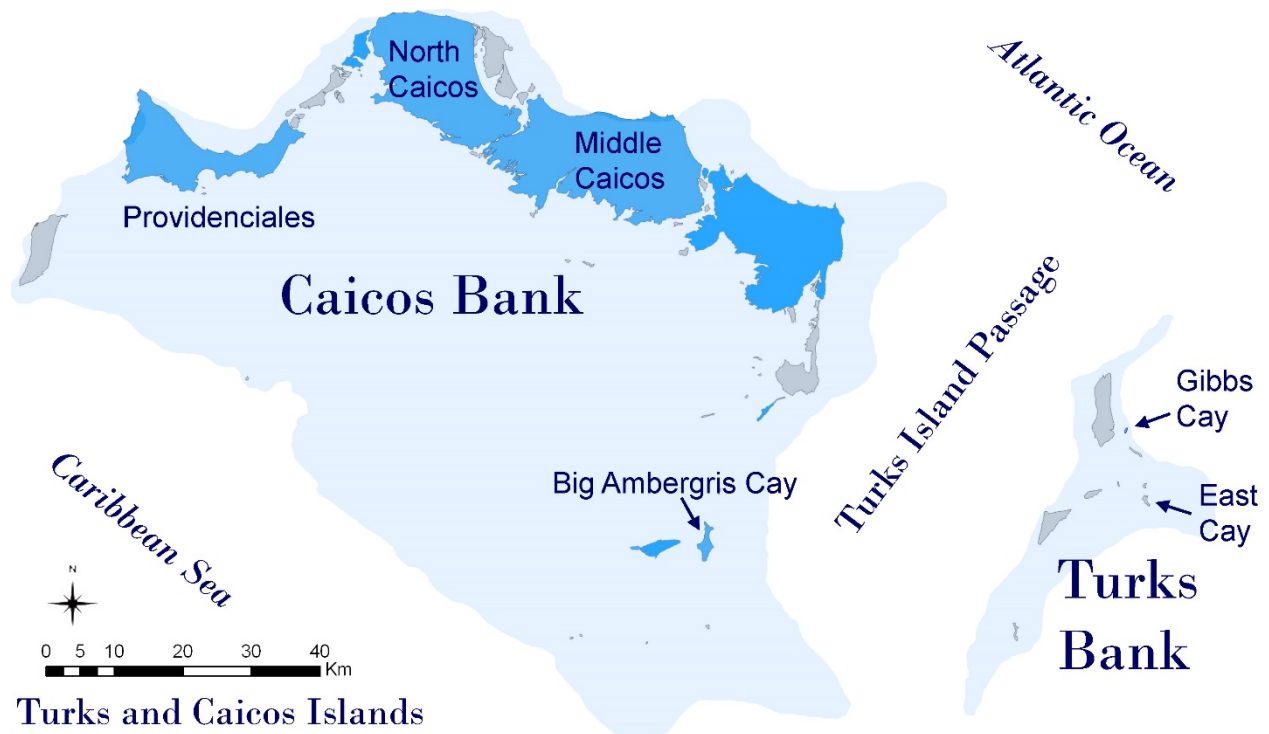 North
Caicos
Atlantic Ocean
Middle
Caicos
Providenciales
Caicos Bank
Turks Island Passage
Gibbs
Cay
Big Ambergris Cay
East
Cay
Caribbean Sea
Turks
Bank
N
0 5 10 20 30 40
Km
Turks and Caicos Islands